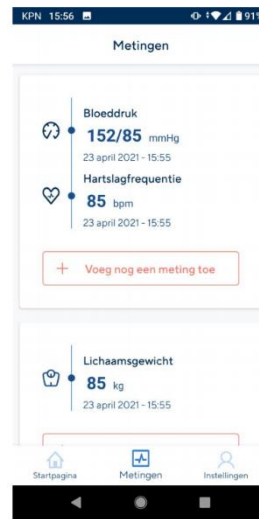 KPN 15:56 91%
Metingen
Bloeddruk
152/85 mmHg
23 april 2021 - 15:55
Hartslagfrequentie
85 bpm
23 april 2021 - 15:55
+ Voeg nog een meting toe
Lichaamsgewicht
85 kg
23 april 2021 - 15:55
Startpagina Metingen Instellingen